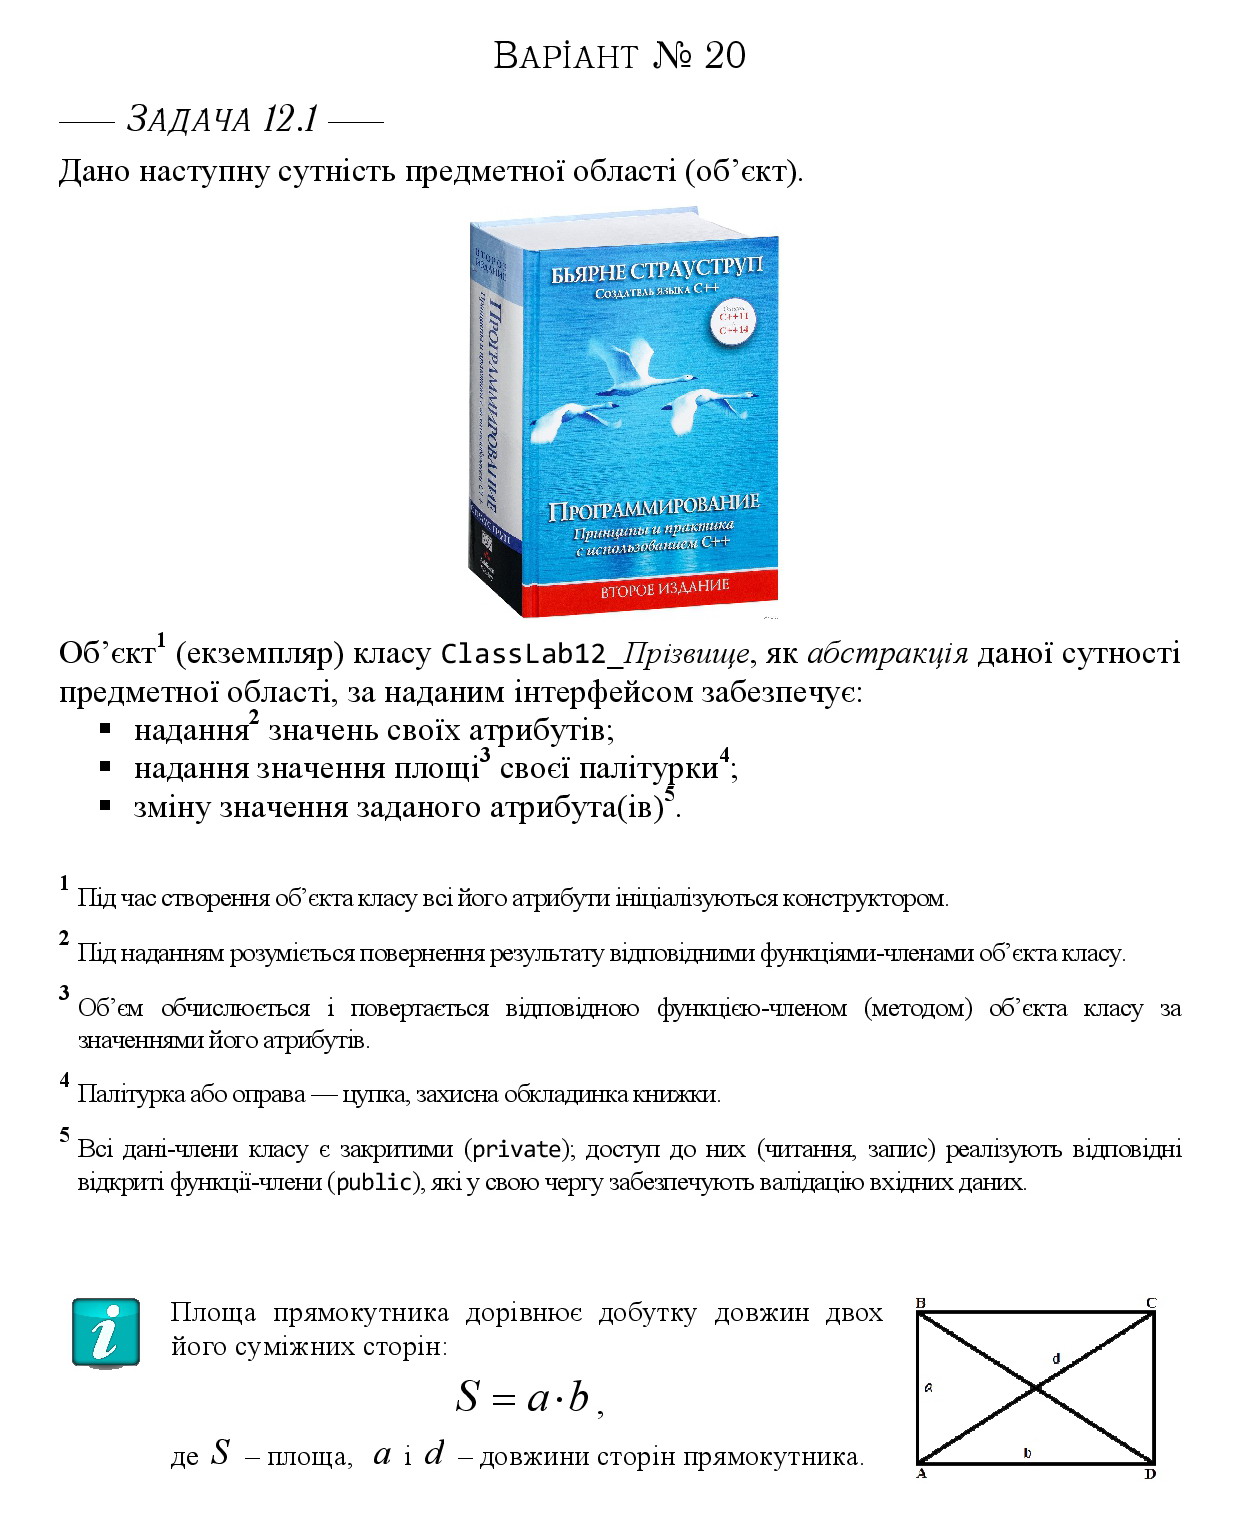 Варіант № 20
Задача 12.1
Дано наступну сутність предметної області (об’єкт).
ВТОРОЕ
ИЗДАНИЕ
ПРОГРАММИРОВАНИЕ
БЬЯРНЕ СТРАУСТРУП
Создатель языка C++
C++11
C++14
ПРОГРАММИРОВАНИЕ
Принципы и практика
с использованием C++
ВТОРОЕ ИЗДАНИЕ
Об’єкт1 (екземпляр) класу ClassLab12_Прізвище, як абстракція даної сутності
предметної області, за наданим інтерфейсом забезпечує:
▪ надання2 значень своїх атрибутів;
▪ надання значення площі3 своєї палітурки4;
▪ зміну значення заданого атрибута(ів)5.
1 Під час створення об’єкта класу всі його атрибути ініціалізуються конструктором.
2 Під наданням розуміється повернення результату відповідними функціями-членами об’єкта класу.
3 Об’єм обчислюється і повертається відповідною функцією-членом (методом) об’єкта класу за
значеннями його атрибутів.
4 Палітурка або оправа — цупка, захисна обкладинка книжки.
5 Всі дані-члени класу є закритими (private); доступ до них (читання, запис) реалізують відповідні
відкриті функції-члени (public), які у свою чергу забезпечують валідацію вхідних даних.
i
Площа прямокутника дорівнює добутку довжин двох
його суміжних сторін:
S = a · b ,
де S – площа, a і d – довжини сторін прямокутника.
B
C
d
a
b
A
D